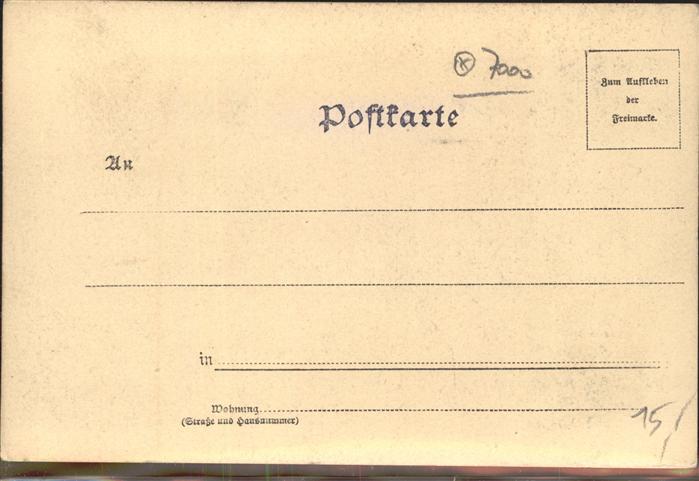 7000
Postkarte
Zum Aufkleben
der
Freimarke.
An
in
Wohnung
(Straße und Hausnummer)
15,